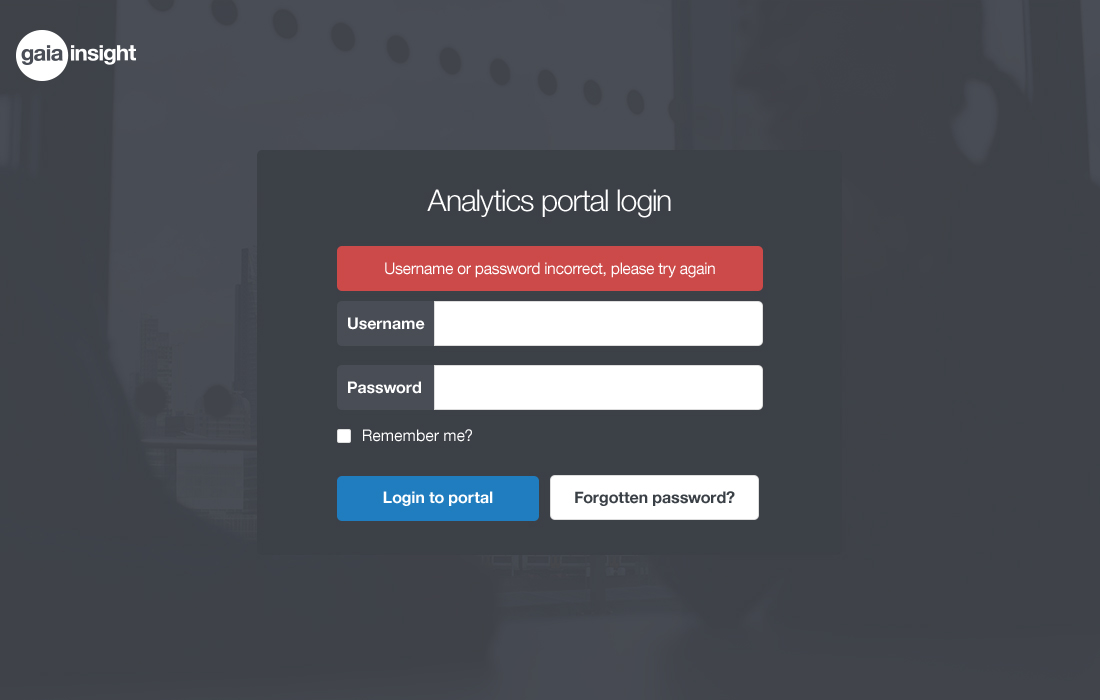 gaia insight
Analytics portal login
Username or password incorrect, please try again
Username
Password
Remember me?
Login to portal
Forgotten password?